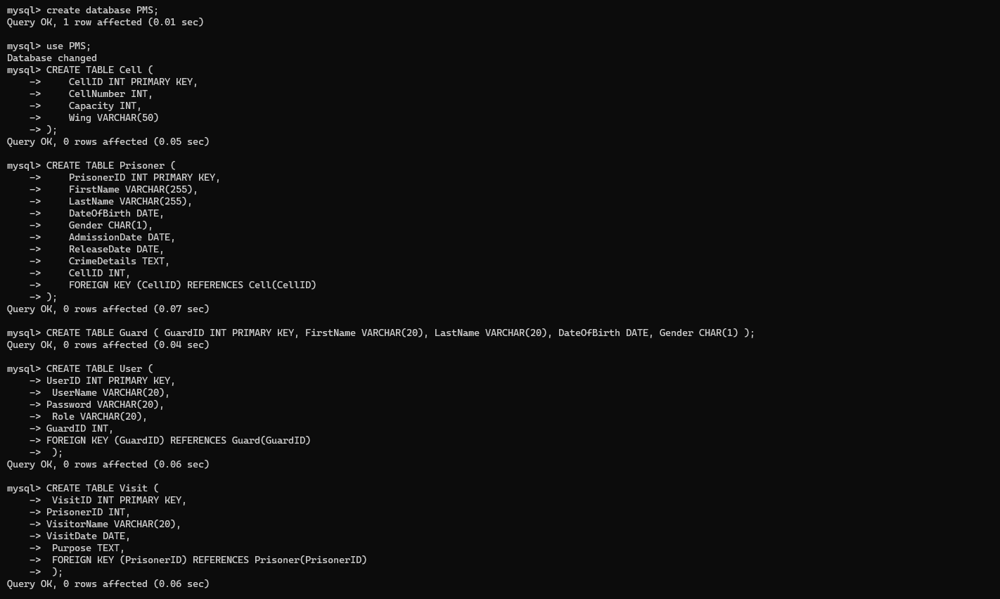 mysql> create database PMS;
Query OK, 1 row affected (0.01 sec)

mysql> use PMS;
Database changed
mysql> CREATE TABLE Cell (
    ->     CellID INT PRIMARY KEY,
    ->     CellNumber INT,
    ->     Capacity INT,
    ->     Wing VARCHAR(50)
    -> );
Query OK, 0 rows affected (0.05 sec)

mysql> CREATE TABLE Prisoner (
    ->     PrisonerID INT PRIMARY KEY,
    ->     FirstName VARCHAR(255),
    ->     LastName VARCHAR(255),
    ->     DateOfBirth DATE,
    ->     Gender CHAR(1),
    ->     AdmissionDate DATE,
    ->     ReleaseDate DATE,
    ->     CrimeDetails TEXT,
    ->     CellID INT,
    ->     FOREIGN KEY (CellID) REFERENCES Cell(CellID)
    -> );
Query OK, 0 rows affected (0.07 sec)

mysql> CREATE TABLE Guard ( GuardID INT PRIMARY KEY, FirstName VARCHAR(20), LastName VARCHAR(20), DateOfBirth DATE, Gender CHAR(1) );
Query OK, 0 rows affected (0.04 sec)

mysql> CREATE TABLE User (
    -> UserID INT PRIMARY KEY,
    ->  UserName VARCHAR(20),
    -> Password VARCHAR(20),
    ->  Role VARCHAR(20),
    -> GuardID INT,
    -> FOREIGN KEY (GuardID) REFERENCES Guard(GuardID)
    ->  );
Query OK, 0 rows affected (0.06 sec)

mysql> CREATE TABLE Visit (
    ->  VisitID INT PRIMARY KEY,
    -> PrisonerID INT,
    -> VisitorName VARCHAR(20),
    -> VisitDate DATE,
    ->  Purpose TEXT,
    ->  FOREIGN KEY (PrisonerID) REFERENCES Prisoner(PrisonerID)
    ->  );
Query OK, 0 rows affected (0.06 sec)